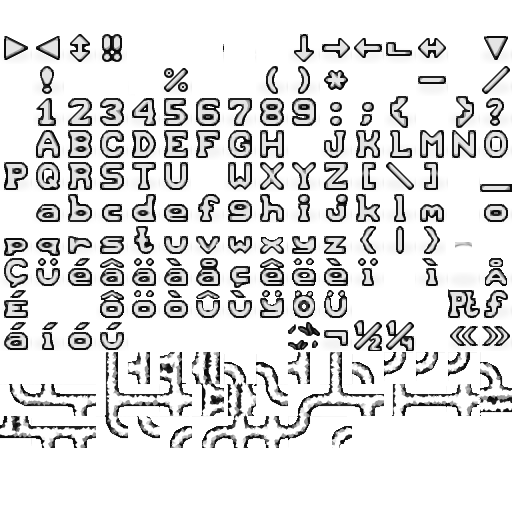 ► ◄ ↕ ‼ ↓ → ← ∟ ↔ ▼
! % ( ) * - /
1 2 3 4 5 6 7 8 9 : ; { } ?
A B C D E F G H J K L M N O
P Q R S T U W X Y Z [ \ ] _
a b c d e f g h i j k l m o
p q r s t u v w x y z ( | )
Ç ü é â ä à å ç ê ë è ï ì Å
É ô ö ò û ù ÿ Ö Ü ₧ ƒ
á í ó ú ¬ ½ ¼ « »